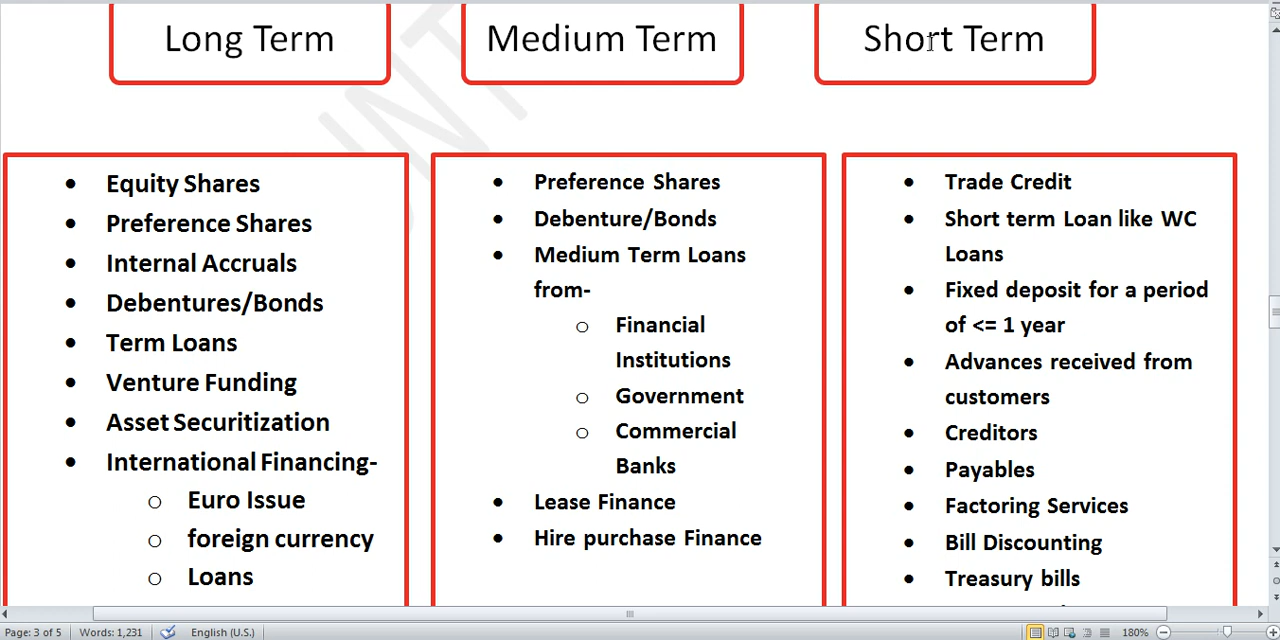 Long Term
Medium Term
Short Term
• Equity Shares
• Preference Shares
• Internal Accruals
• Debentures/Bonds
• Term Loans
• Venture Funding
• Asset Securitization
• International Financing-
o Euro Issue
o foreign currency
o Loans
• Preference Shares
• Debenture/Bonds
• Medium Term Loans
from-
o Financial
Institutions
o Government
o Commercial
Banks
• Lease Finance
• Hire purchase Finance
• Trade Credit
• Short term Loan like WC
Loans
• Fixed deposit for a period
of <= 1 year
• Advances received from
customers
• Creditors
• Payables
• Factoring Services
• Bill Discounting
• Treasury bills
Page: 3 of 5
Words: 1,231
English (U.S.)
180%